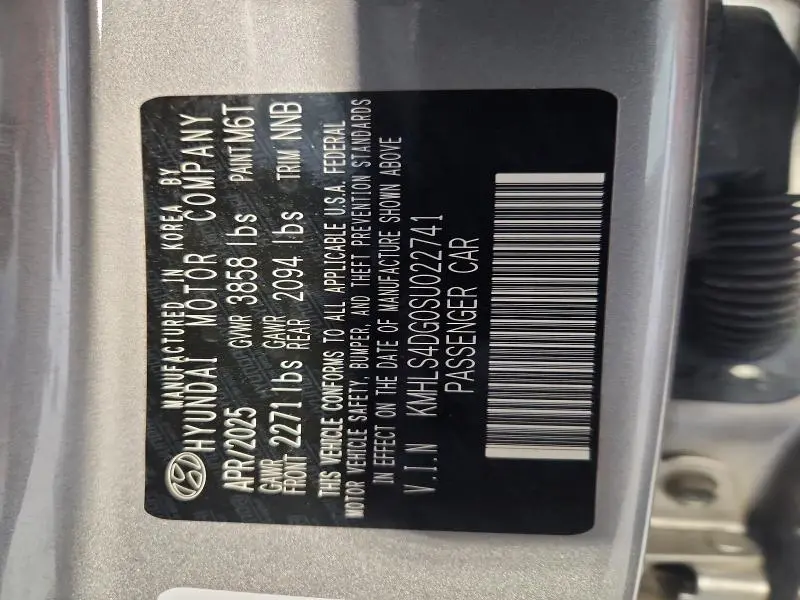 MANUFACTURED IN KOREA BY
HYUNDAI MOTOR COMPANY
APR/2025 GVWR 3858 lbs PAINT M6T
GAWR FRONT 2271 lbs GAWR REAR 2094 lbs TRIM NNB
THIS VEHICLE CONFORMS TO ALL APPLICABLE U.S.A. FEDERAL
MOTOR VEHICLE SAFETY, BUMPER, AND THEFT PREVENTION STANDARDS
IN EFFECT ON THE DATE OF MANUFACTURE SHOWN ABOVE
V.I.N KMHLS4DG0SU022741
PASSENGER CAR